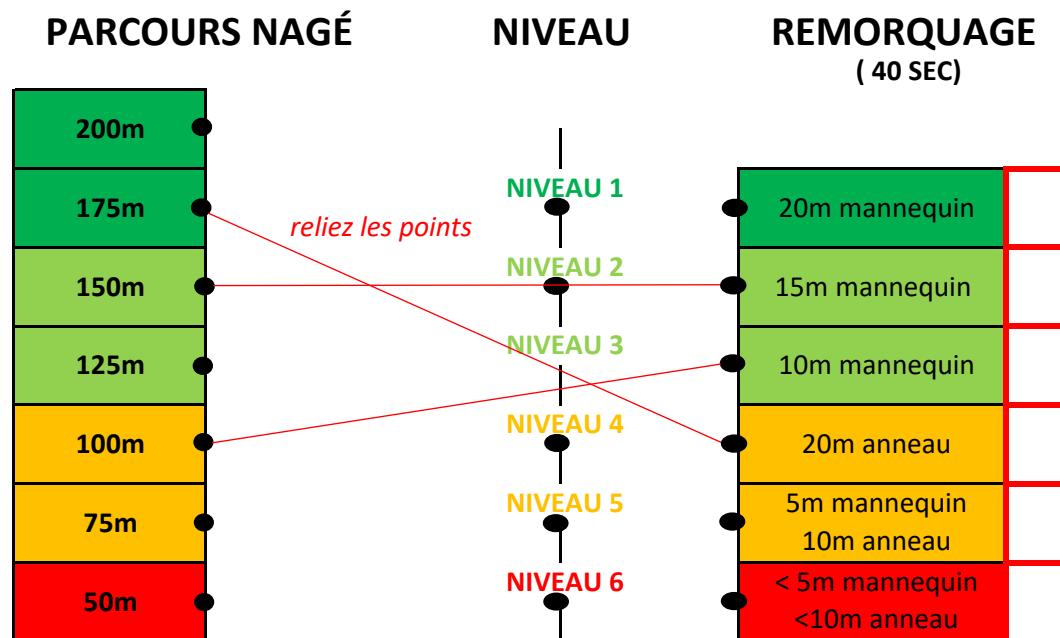 PARCOURS NAGÉ
NIVEAU
REMORQUAGE
( 40 SEC)
200m
175m
150m
125m
100m
75m
50m
reliez les points
NIVEAU 1
NIVEAU 2
NIVEAU 3
NIVEAU 4
NIVEAU 5
NIVEAU 6
20m mannequin
15m mannequin
10m mannequin
20m anneau
5m mannequin
10m anneau
< 5m mannequin
<10m anneau